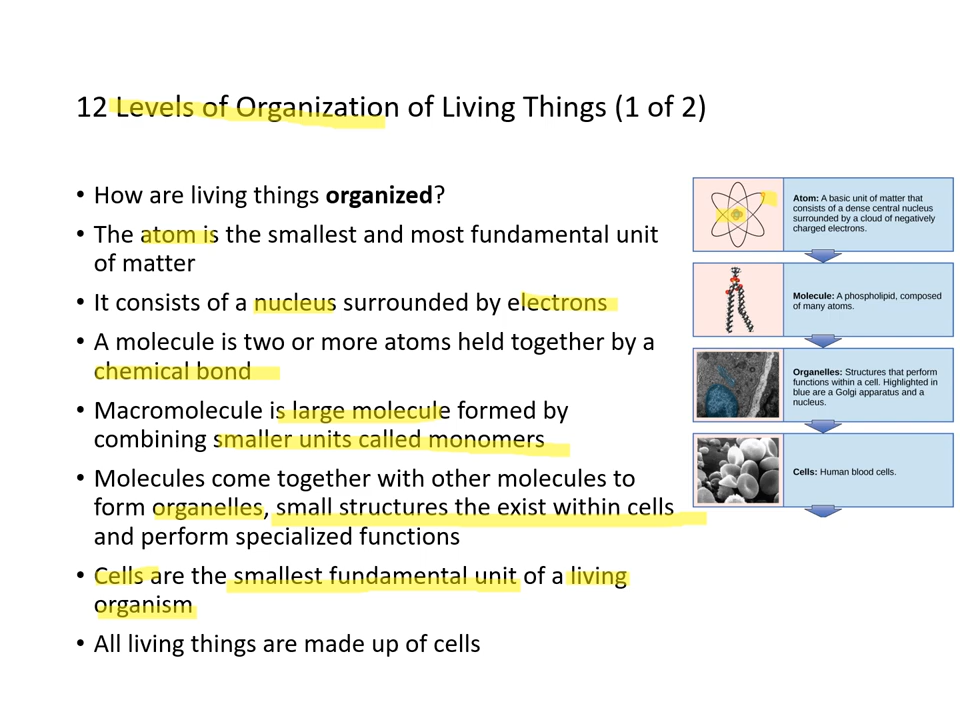 12 Levels of Organization of Living Things (1 of 2)
• How are living things organized?
• The atom is the smallest and most fundamental unit
of matter
• It consists of a nucleus surrounded by electrons
• A molecule is two or more atoms held together by a
chemical bond
• Macromolecule is large molecule formed by
combining smaller units called monomers
• Molecules come together with other molecules to
form organelles, small structures the exist within cells
and perform specialized functions
• Cells are the smallest fundamental unit of a living
organism
• All living things are made up of cells
Atom: A basic unit of matter that
consists of a dense central nucleus
surrounded by a cloud of negatively
charged electrons.
Molecule: A phospholipid, composed
of many atoms.
Organelles: Structures that perform
functions within a cell. Highlighted in
blue are a Golgi apparatus and a
nucleus.
Cells: Human blood cells.